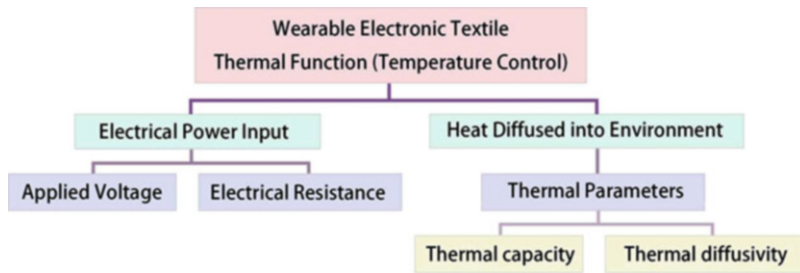 Wearable Electronic Textile
Thermal Function (Temperature Control)
Electrical Power Input
Heat Diffused into Environment
Applied Voltage
Electrical Resistance
Thermal Parameters
Thermal capacity
Thermal diffusivity